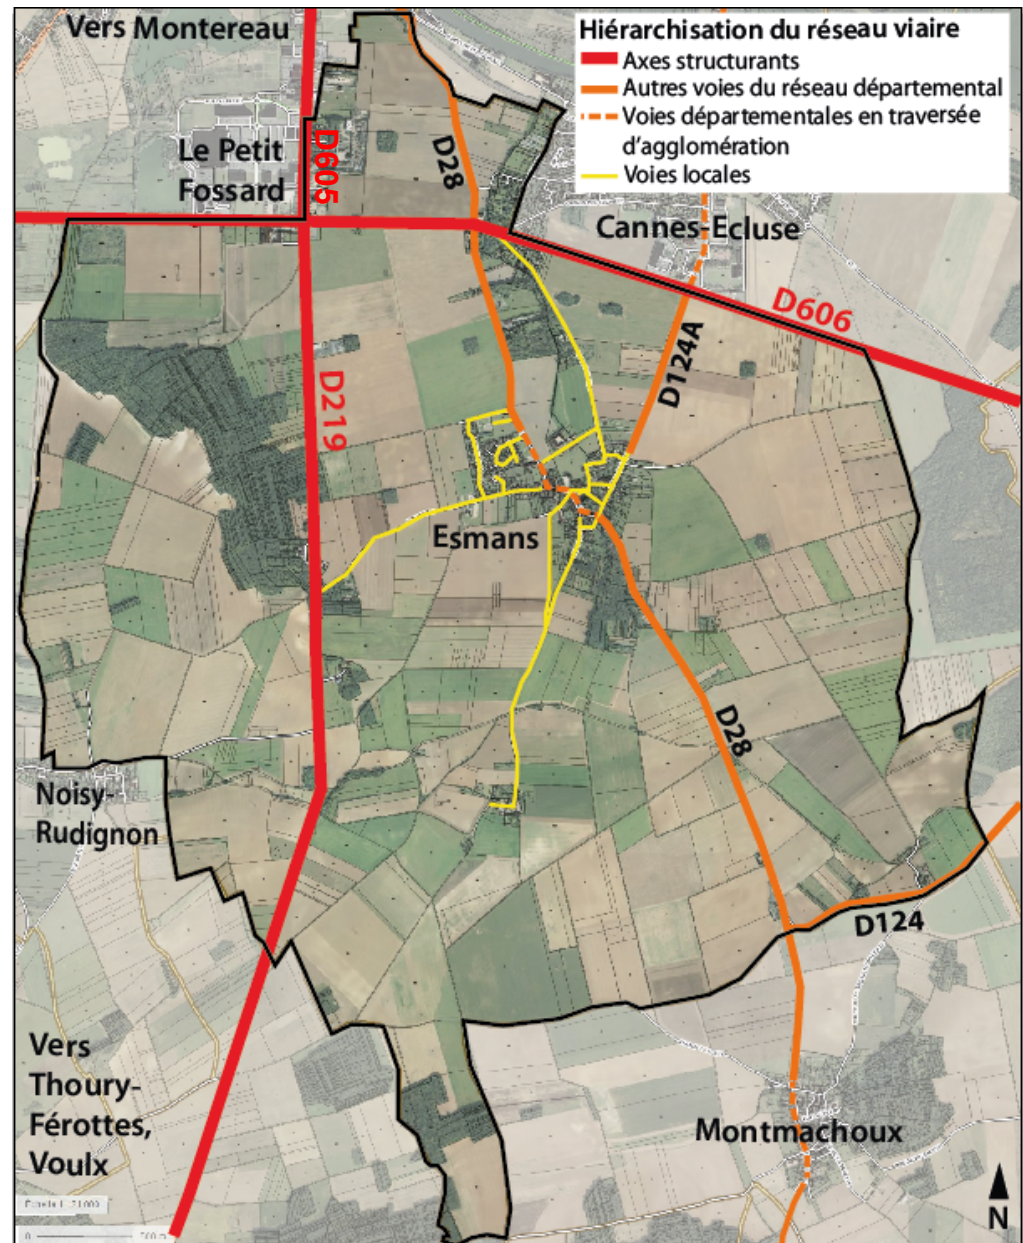 Vers Montereau
Hiérarchisation du réseau viaire
Axes structurants
Autres voies du réseau départemental
Voies départementales en traversée
d'agglomération
Voies locales
Le Petit
Fossard
D605
D28
Cannes-Ecluse
D606
D124A
D219
Esmans
D28
Noisy-
Rudignon
D124
Vers
Thoury-
Férottes,
Voulx
Montmachoux
N
0